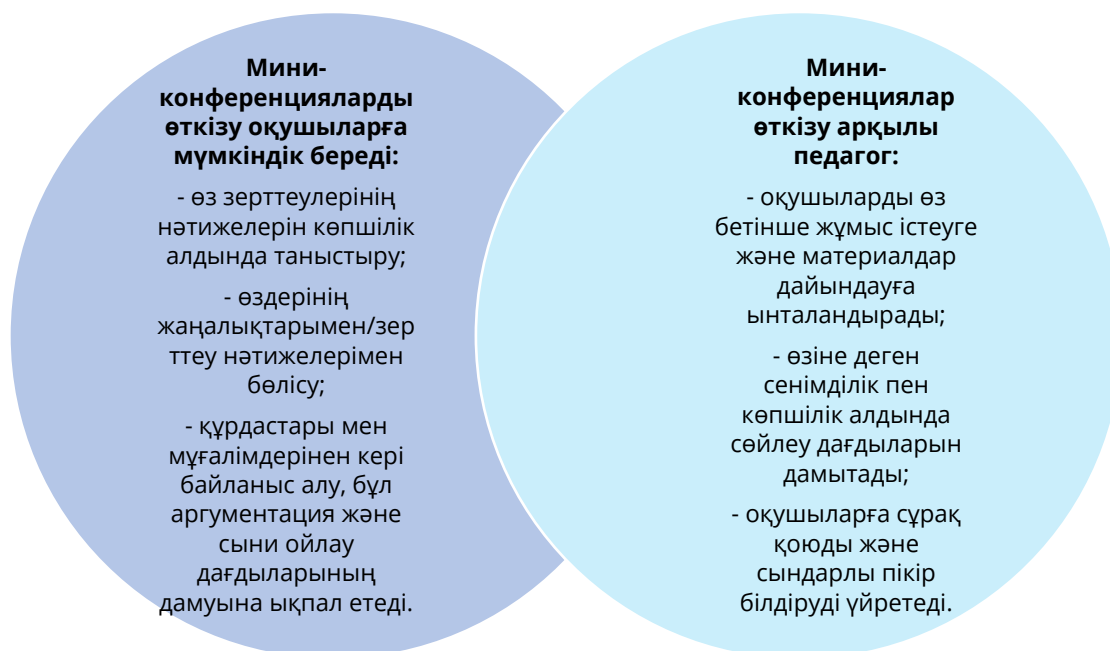 Мини-
конференцияларды
өткізу оқушыларға
мүмкіндік береді:
- өз зерттеулерінің
нәтижелерін көпшілік
алдында таныстыру;
- өздерінің
жаңалықтарымен/зер
ттеу нәтижелерімен
бөлісу;
- құрдастары мен
мұғалімдерінен кері
байланыс алу, бұл
аргументация және
сыни ойлау
дағдыларының
дамуына ықпал етеді.
Мини-
конференциялар
өткізу арқылы
педагог:
- оқушыларды өз
бетінше жұмыс істеуге
және материалдар
дайындауға
ынталандырады;
- өзіне деген
сенімділік пен
көпшілік алдында
сөйлеу дағдыларын
дамытады;
- оқушыларға сұрақ
қоюды және
сындарлы пікір
білдіруді үйретеді.